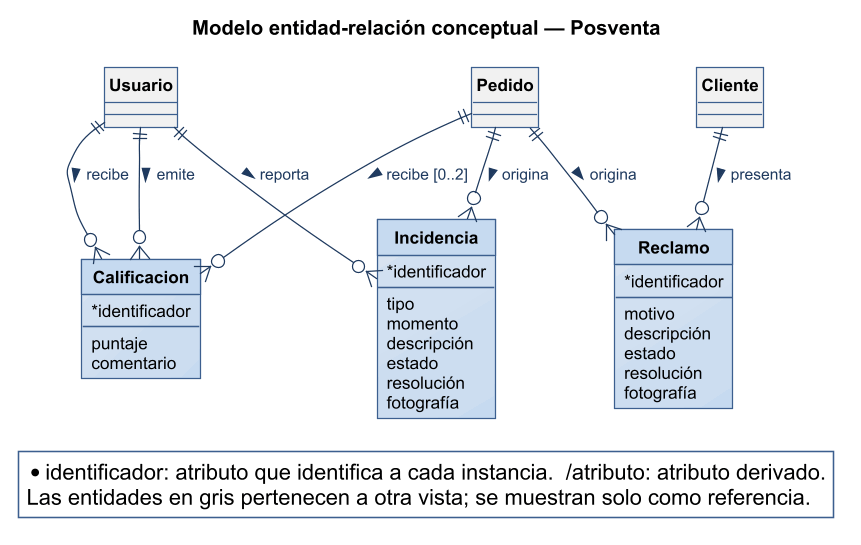 Modelo entidad-relación conceptual — Posventa
Usuario
Pedido
Cliente
recibe
emite
reporta
recibe [0..2]
origina
origina
presenta
Calificacion
*identificador
puntaje
comentario
Incidencia
*identificador
tipo
momento
descripción
estado
resolución
fotografía
Reclamo
*identificador
motivo
descripción
estado
resolución
fotografía
• identificador: atributo que identifica a cada instancia.  /atributo: atributo derivado.
Las entidades en gris pertenecen a otra vista; se muestran solo como referencia.